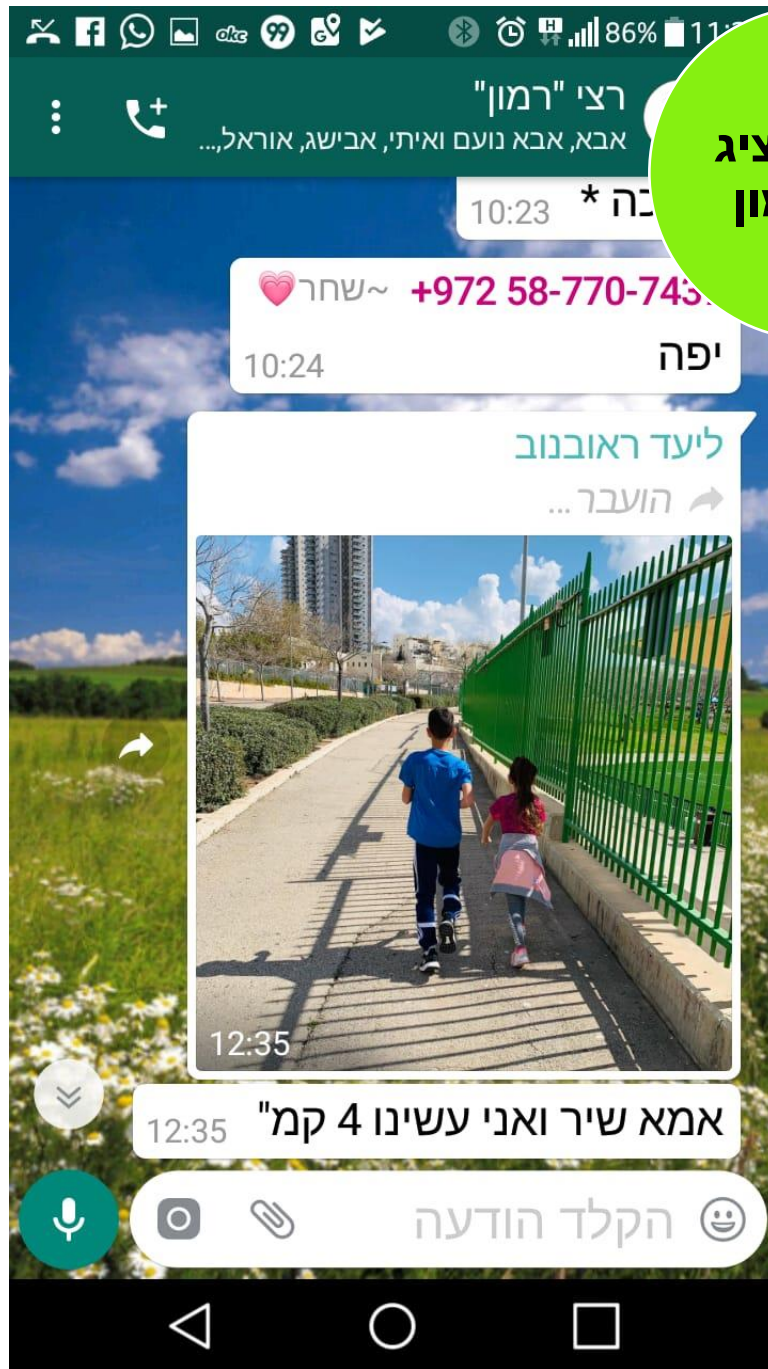 86%
רצי "רמון"
אבא, אבא נועם ואיתי, אבישג, אוראל,...
* 10:23
+972 58-770-743 ~שחר
יפה
10:24
ליעד ראובנוב
הועבר ...
12:35
אמא שיר ואני עשינו 4 קמ"
12:35
הקלד הודעה